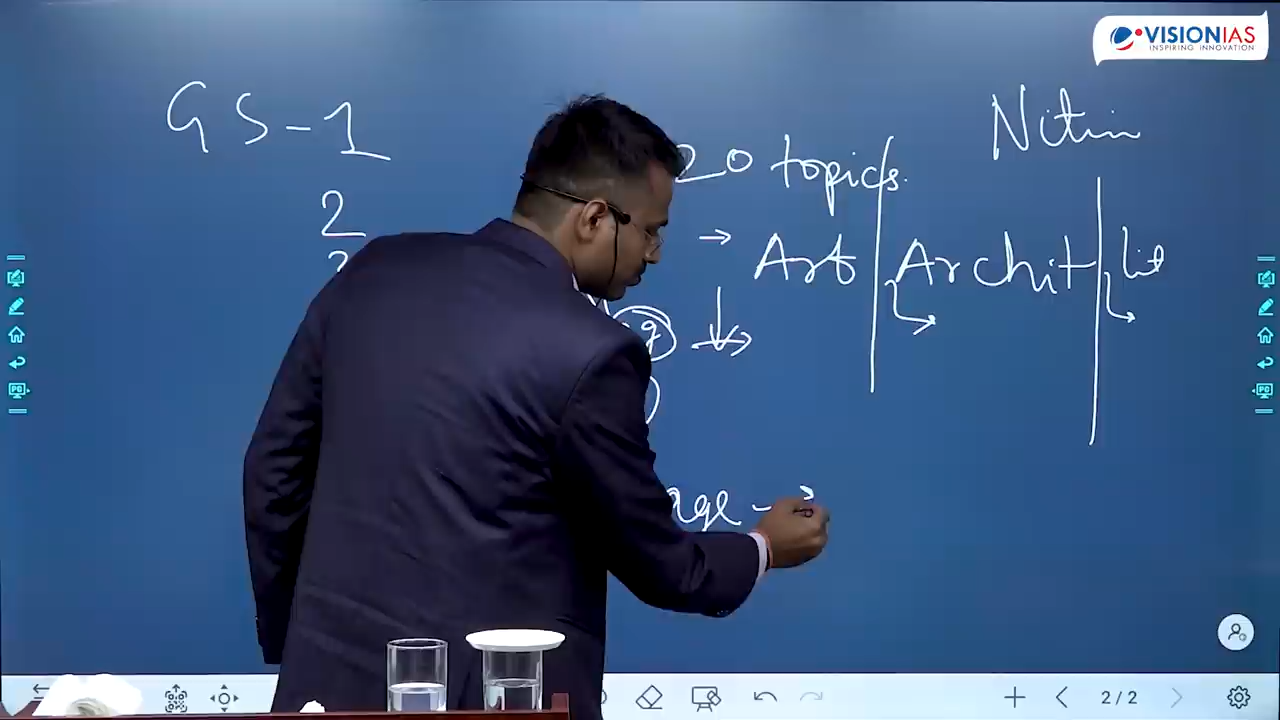 VISIONIAS
INSPIRING INNOVATION
GS-1
20 topics.
Nitin
2
→ Art Archit Lit
2/2